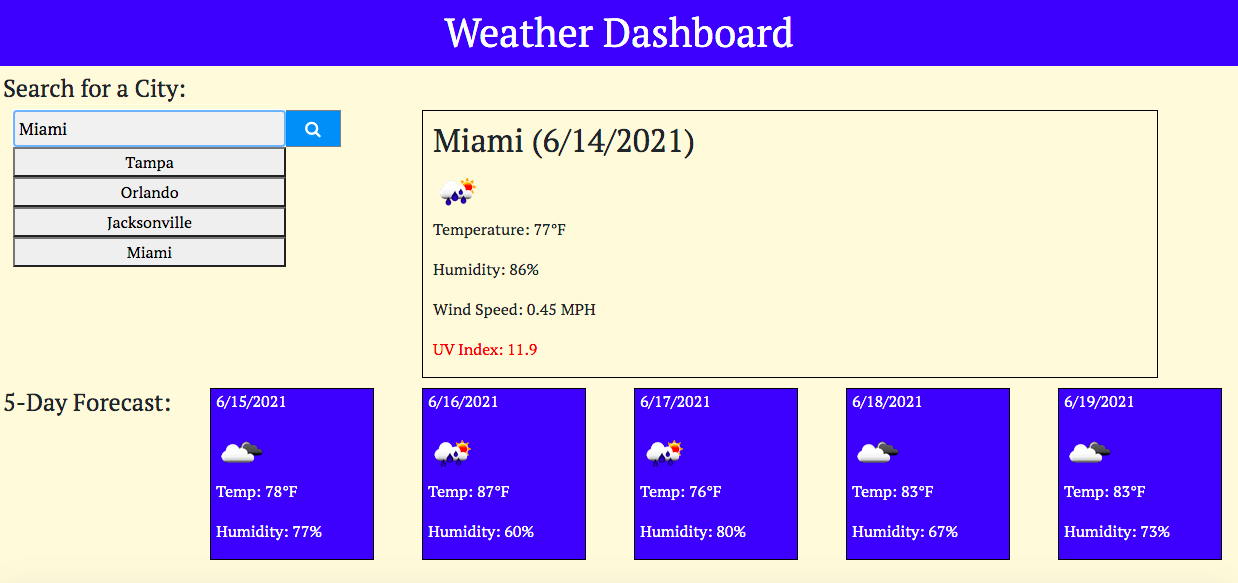 Weather Dashboard
Search for a City:
Miami
Tampa
Orlando
Jacksonville
Miami
Miami (6/14/2021)
Temperature: 77°F
Humidity: 86%
Wind Speed: 0.45 MPH
UV Index: 11.9
5-Day Forecast:
6/15/2021
Temp: 78°F
Humidity: 77%
6/16/2021
Temp: 87°F
Humidity: 60%
6/17/2021
Temp: 76°F
Humidity: 80%
6/18/2021
Temp: 83°F
Humidity: 67%
6/19/2021
Temp: 83°F
Humidity: 73%